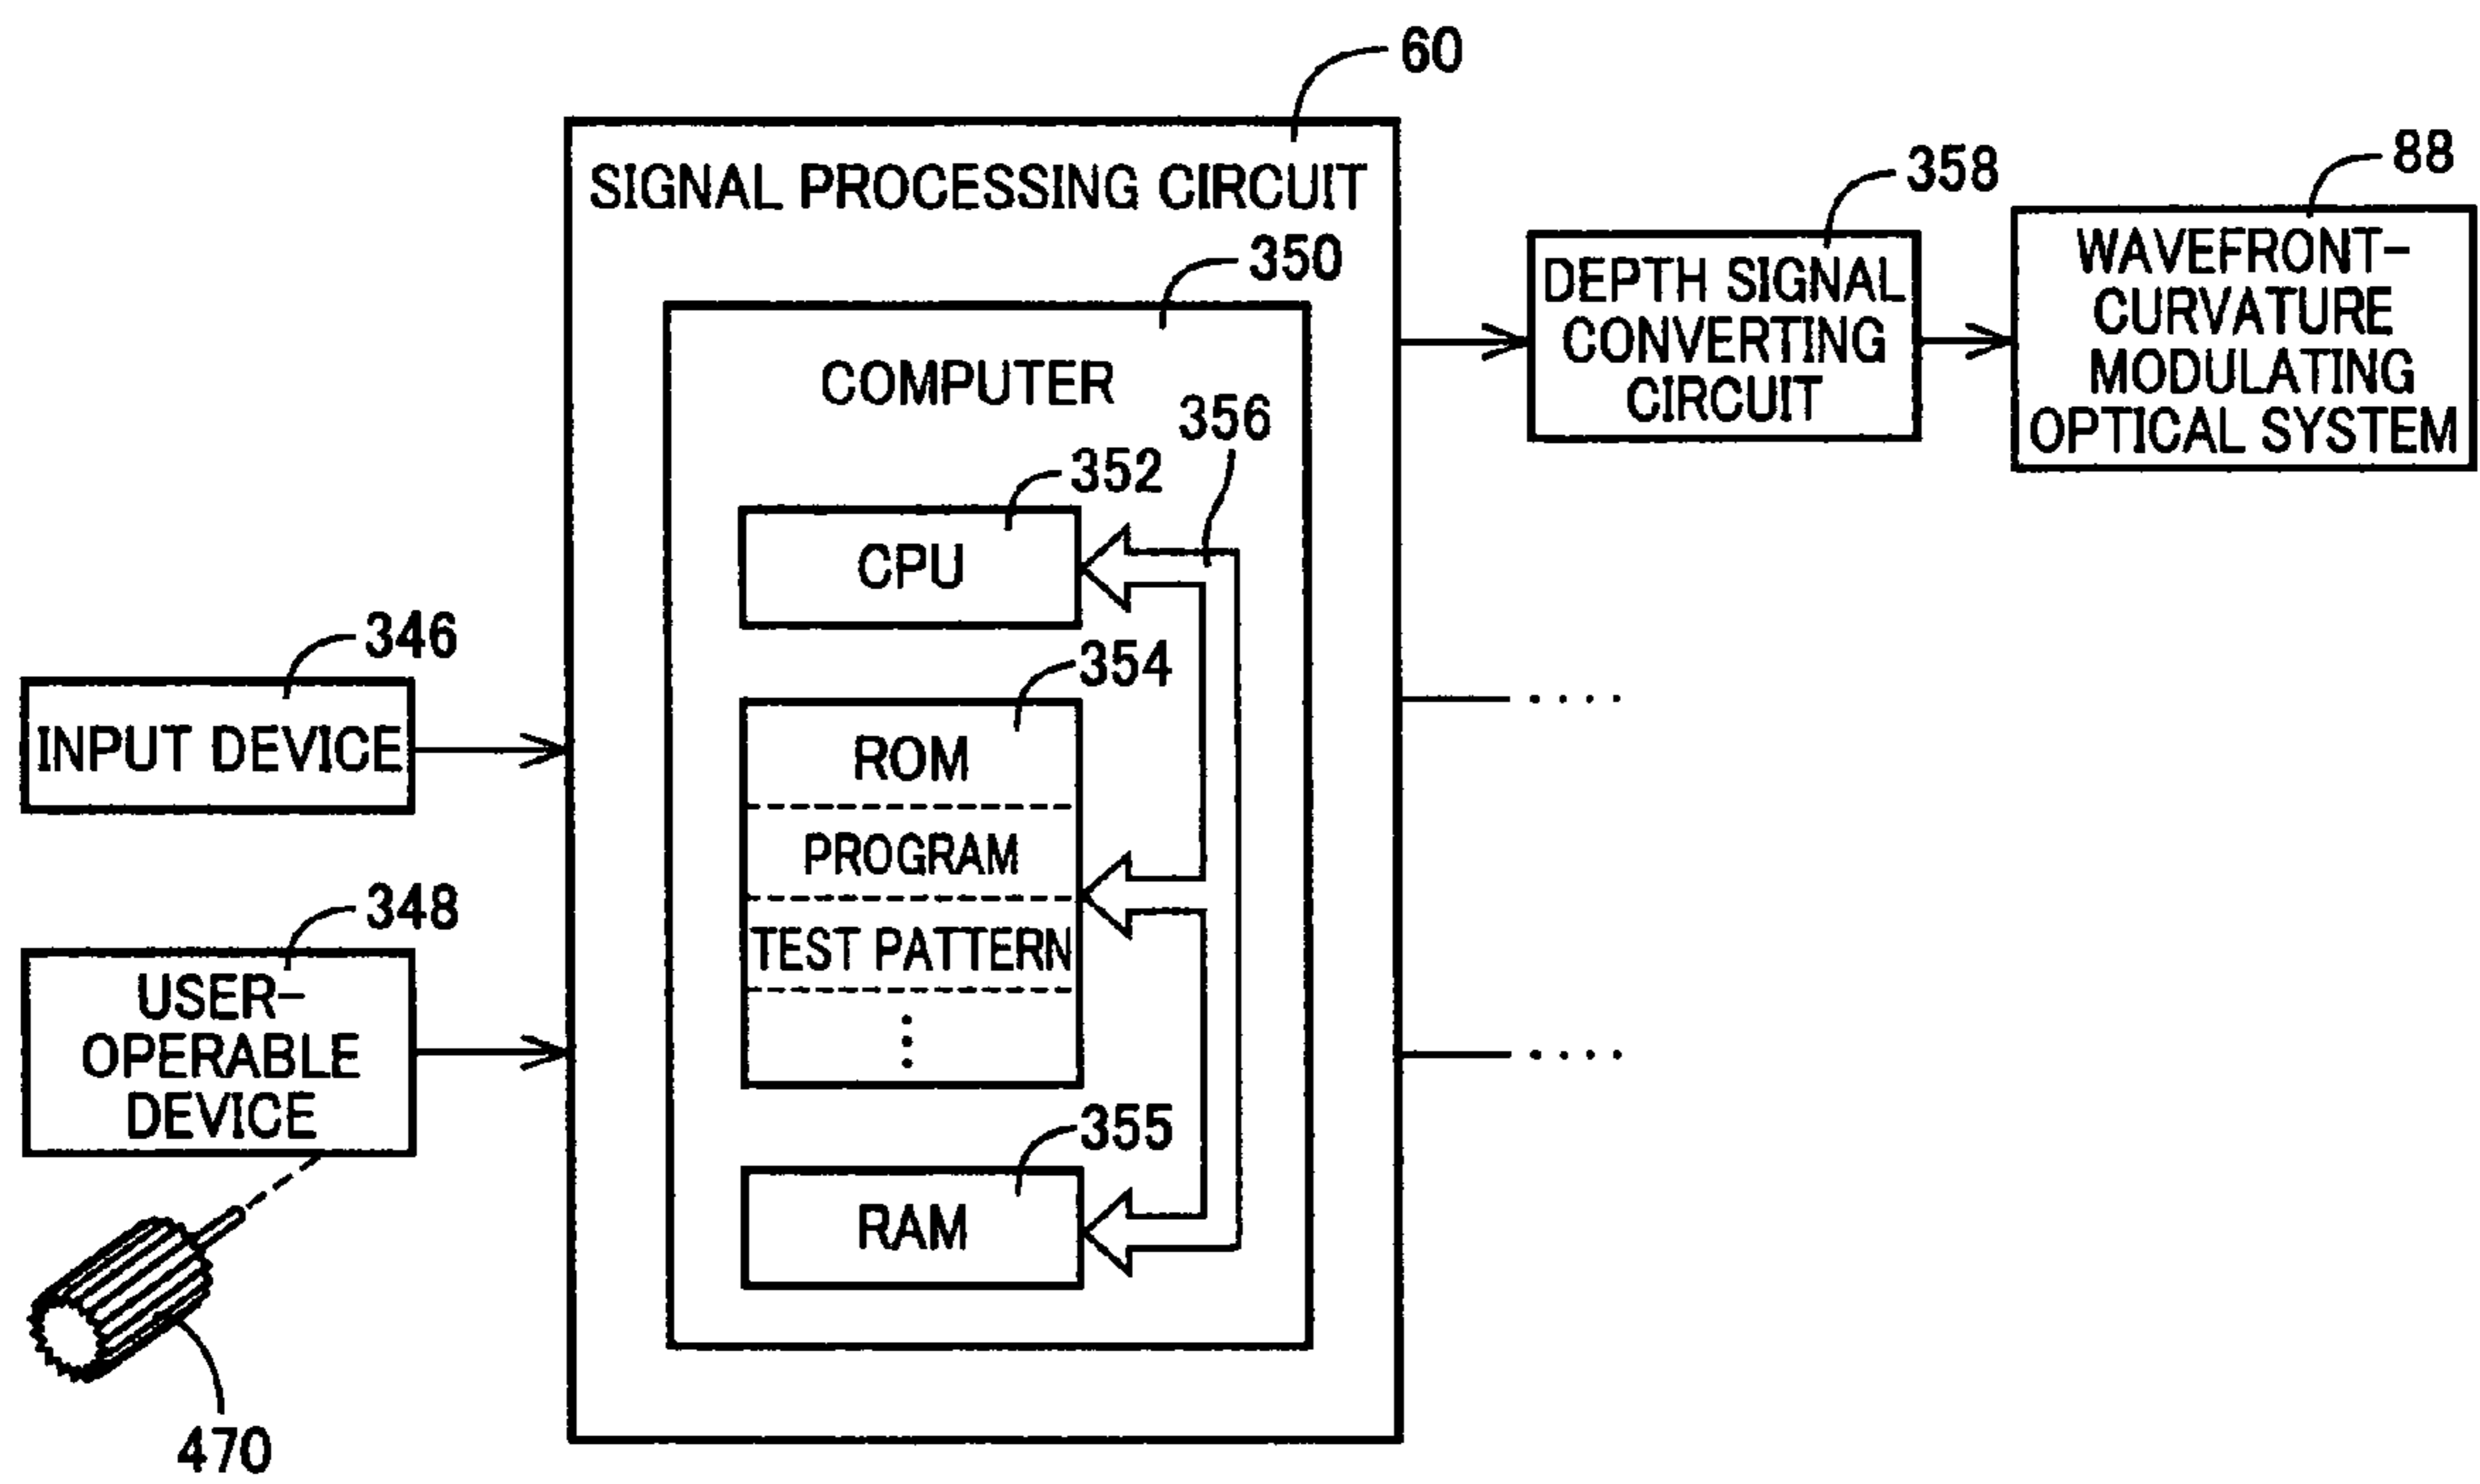 60
SIGNAL PROCESSING CIRCUIT
350
COMPUTER
356
352
CPU
354
ROM
PROGRAM
TEST PATTERN
355
RAM
346
INPUT DEVICE
348
USER-
OPERABLE
DEVICE
470
358
DEPTH SIGNAL
CONVERTING
CIRCUIT
88
WAVEFRONT-
CURVATURE
MODULATING
OPTICAL SYSTEM